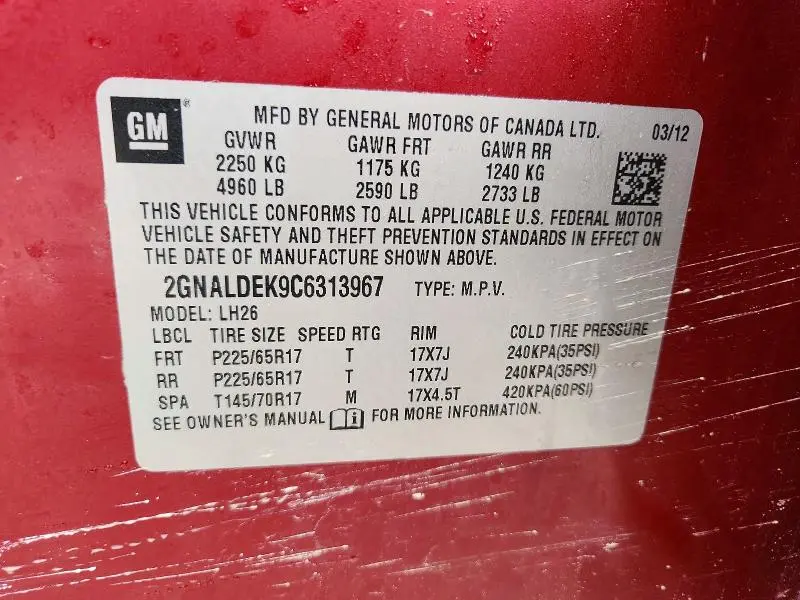 GM®
MFD BY GENERAL MOTORS OF CANADA LTD. 03/12
GVWR GAWR FRT GAWR RR
2250 KG 1175 KG 1240 KG
4960 LB 2590 LB 2733 LB
THIS VEHICLE CONFORMS TO ALL APPLICABLE U.S. FEDERAL MOTOR
VEHICLE SAFETY AND THEFT PREVENTION STANDARDS IN EFFECT ON
THE DATE OF MANUFACTURE SHOWN ABOVE.
2GNALDEK9C6313967 TYPE: M.P.V.
MODEL: LH26
LBCL TIRE SIZE SPEED RTG RIM COLD TIRE PRESSURE
FRT P225/65R17 T 17X7J 240KPA(35PSI)
RR P225/65R17 T 17X7J 240KPA(35PSI)
SPA T145/70R17 M 17X4.5T 420KPA(60PSI)
SEE OWNER'S MANUAL i FOR MORE INFORMATION.